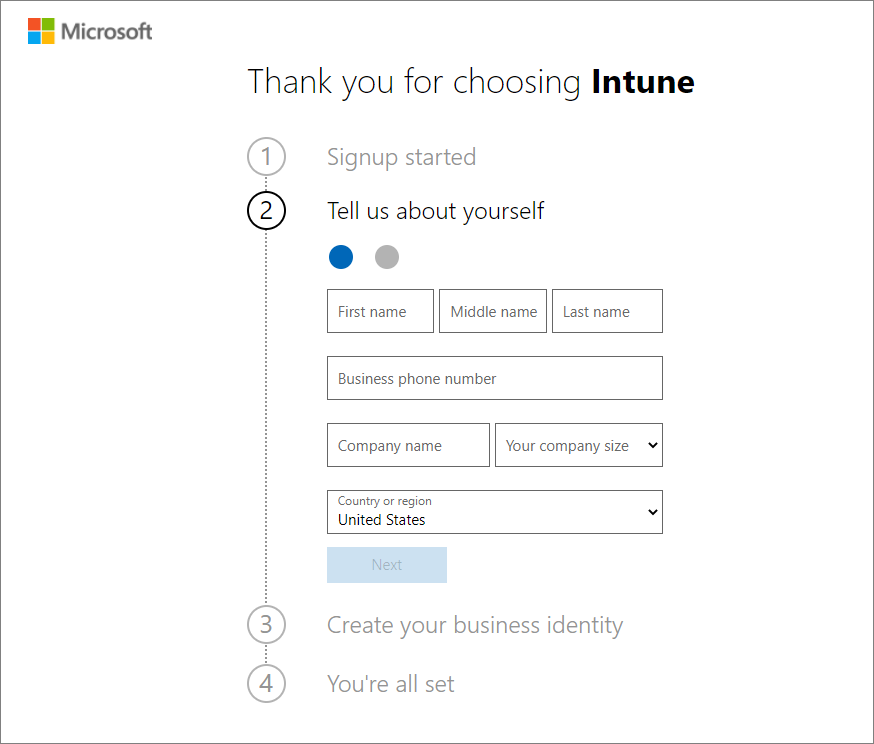 Microsoft
Thank you for choosing Intune
1 Signup started
2 Tell us about yourself
First name Middle name Last name
Business phone number
Company name Your company size
Country or region
United States
Next
3 Create your business identity
4 You're all set